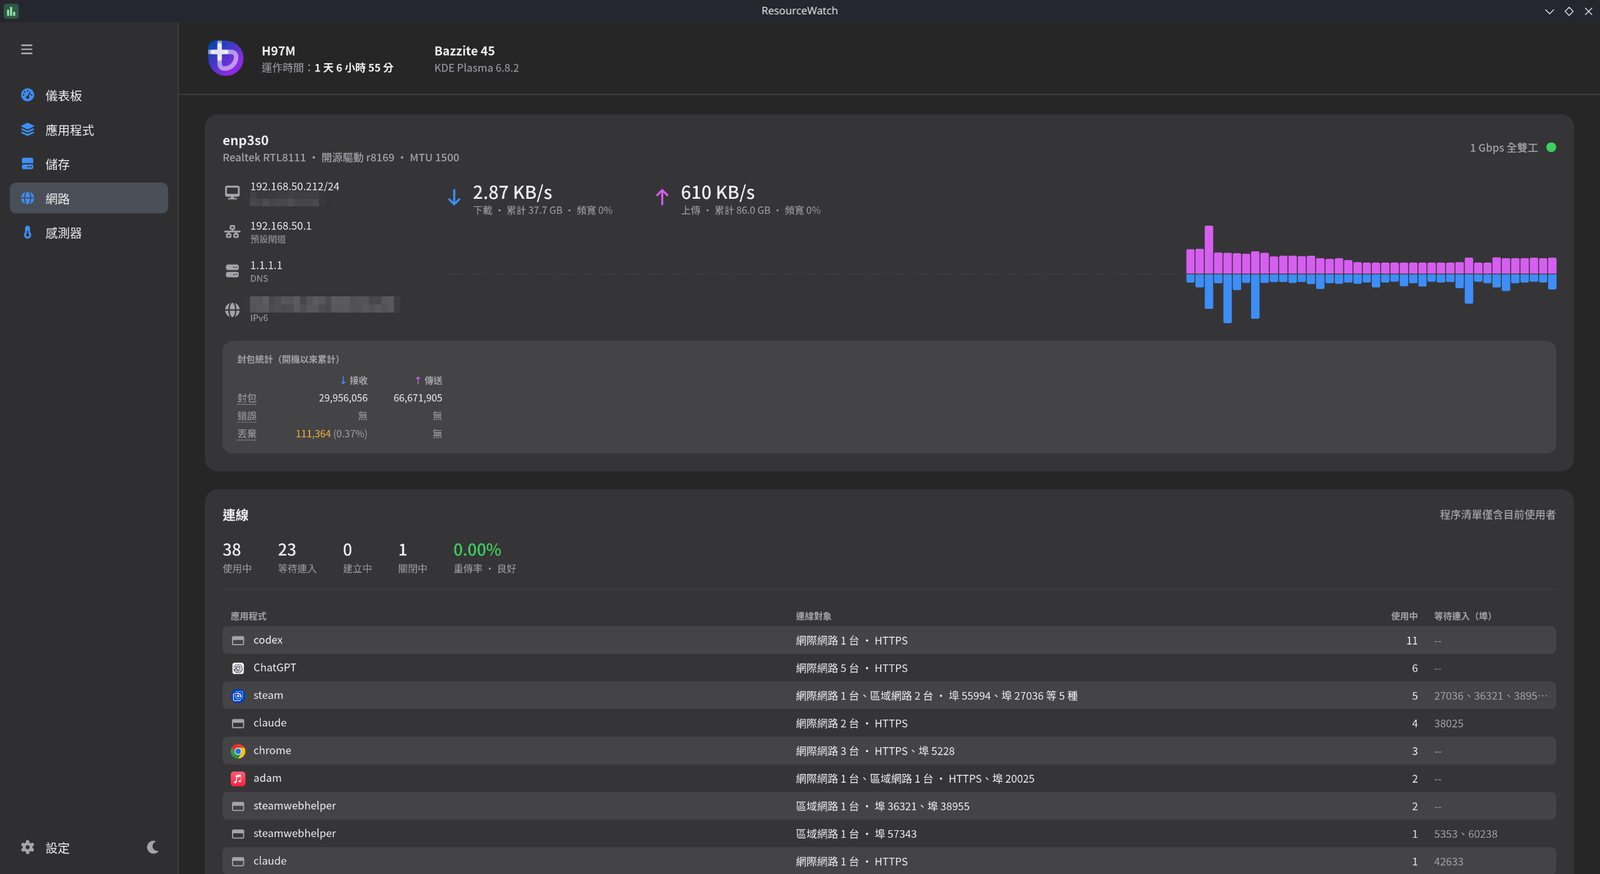 ResourceWatch
H97M
運作時間：1 天 6 小時 55 分
Bazzite 45
KDE Plasma 6.8.2
儀表板
應用程式
儲存
網路
感測器
設定
enp3s0
Realtek RTL8111 · 開源驅動 r8169 · MTU 1500
1 Gbps 全雙工
192.168.50.212/24
192.168.50.1
預設閘道
1.1.1.1
DNS
IPv6
2.87 KB/s
下載 · 累計 37.7 GB · 頻寬 0%
610 KB/s
上傳 · 累計 86.0 GB · 頻寬 0%
封包統計（開機以來累計）
↓ 接收 ↑ 傳送
封包 29,956,056 66,671,905
錯誤 無 無
丟棄 111,364 (0.37%) 無
連線
程序清單僅含目前使用者
38 23 0 1 0.00%
使用中 等待連入 建立中 關閉中 重傳率 · 良好
應用程式 連線對象 使用中 等待連入（埠）
codex 網際網路 1 台 · HTTPS 11 --
ChatGPT 網際網路 5 台 · HTTPS 6 --
steam 網際網路 1 台、區域網路 2 台 · 埠 55994、埠 27036 等 5 種 5 27036、36321、3895…
claude 網際網路 2 台 · HTTPS 4 38025
chrome 網際網路 3 台 · HTTPS、埠 5228 3 --
adam 網際網路 1 台、區域網路 1 台 · HTTPS、埠 20025 2 --
steamwebhelper 區域網路 1 台 · 埠 36321、埠 38955 2 --
steamwebhelper 區域網路 1 台 · 埠 57343 1 5353、60238
claude 網際網路 1 台 · HTTPS 1 42633